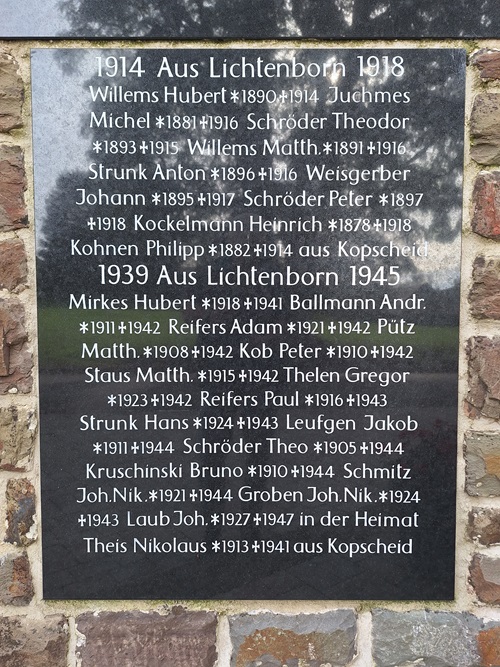 1914 Aus Lichtenborn 1918
Willems Hubert *1890+1914 Juchmes
Michel *1881+1916 Schröder Theodor
*1893+1915 Willems Matth.*1891+1916
Strunk Anton *1896+1916 Weisgerber
Johann *1895+1917 Schröder Peter *1897
+1918 Kockelmann Heinrich *1878+1918
Kohnen Philipp *1882+1914 aus Kopscheid
1939 Aus Lichtenborn 1945
Mirkes Hubert *1918+1941 Ballmann Andr.
*1911+1942 Reifers Adam *1921+1942 Pütz
Matth. *1908+1942 Kob Peter *1910+1942
Staus Matth. *1915+1942 Thelen Gregor
*1923+1942 Reifers Paul *1916+1943
Strunk Hans *1924+1943 Leufgen Jakob
*1911+1944 Schröder Theo *1905+1944
Kruschinski Bruno *1910+1944 Schmitz
Joh.Nik.*1921+1944 Groben Joh.Nik.*1924
+1943 Laub Joh. *1927+1947 in der Heimat
Theis Nikolaus *1913+1941 aus Kopscheid